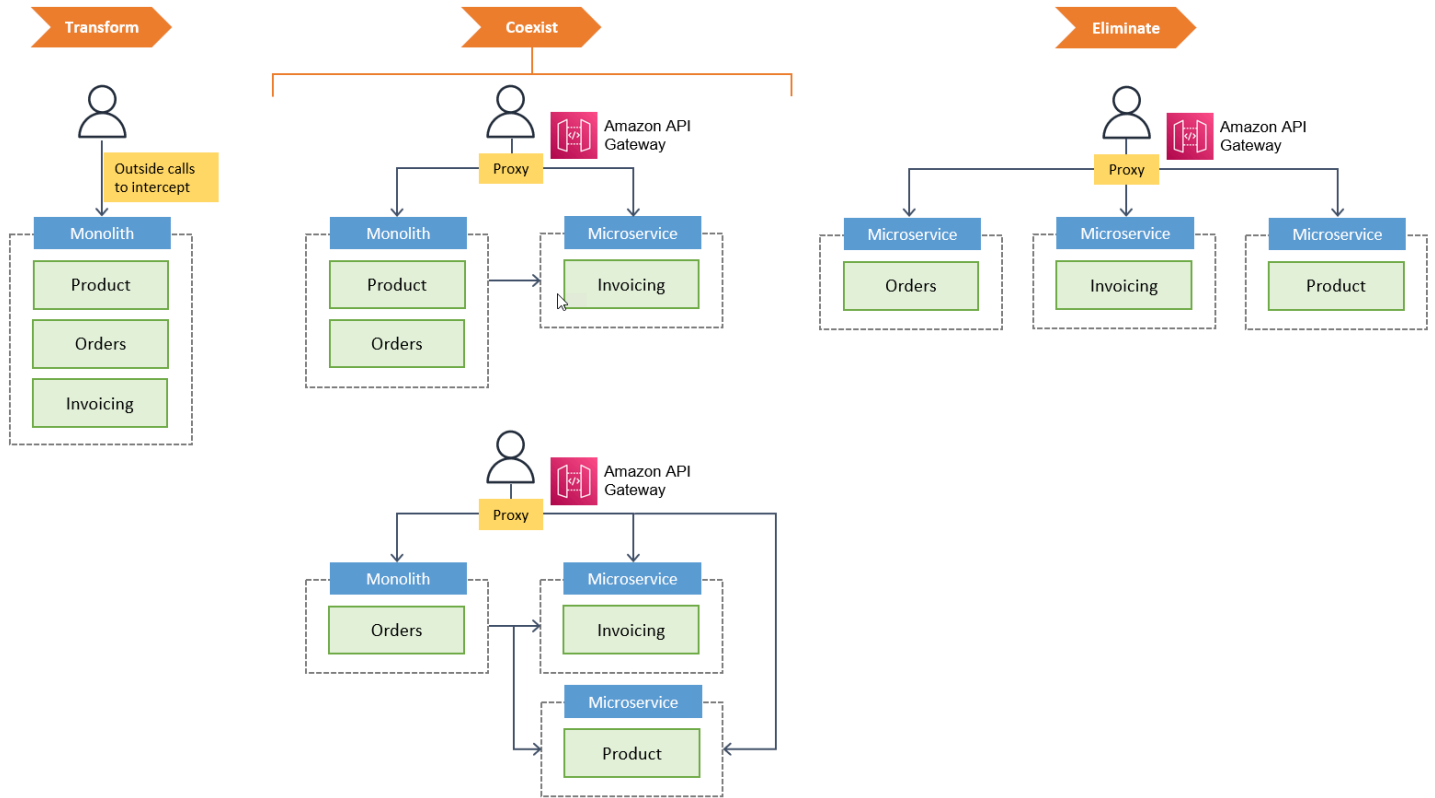 Transform
Coexist
Eliminate
Outside calls
to intercept
Monolith
Product
Orders
Invoicing
Amazon API
Gateway
Proxy
Monolith
Product
Orders
Microservice
Invoicing
Amazon API
Gateway
Proxy
Monolith
Orders
Microservice
Invoicing
Microservice
Product
Amazon API
Gateway
Proxy
Microservice
Orders
Microservice
Invoicing
Microservice
Product